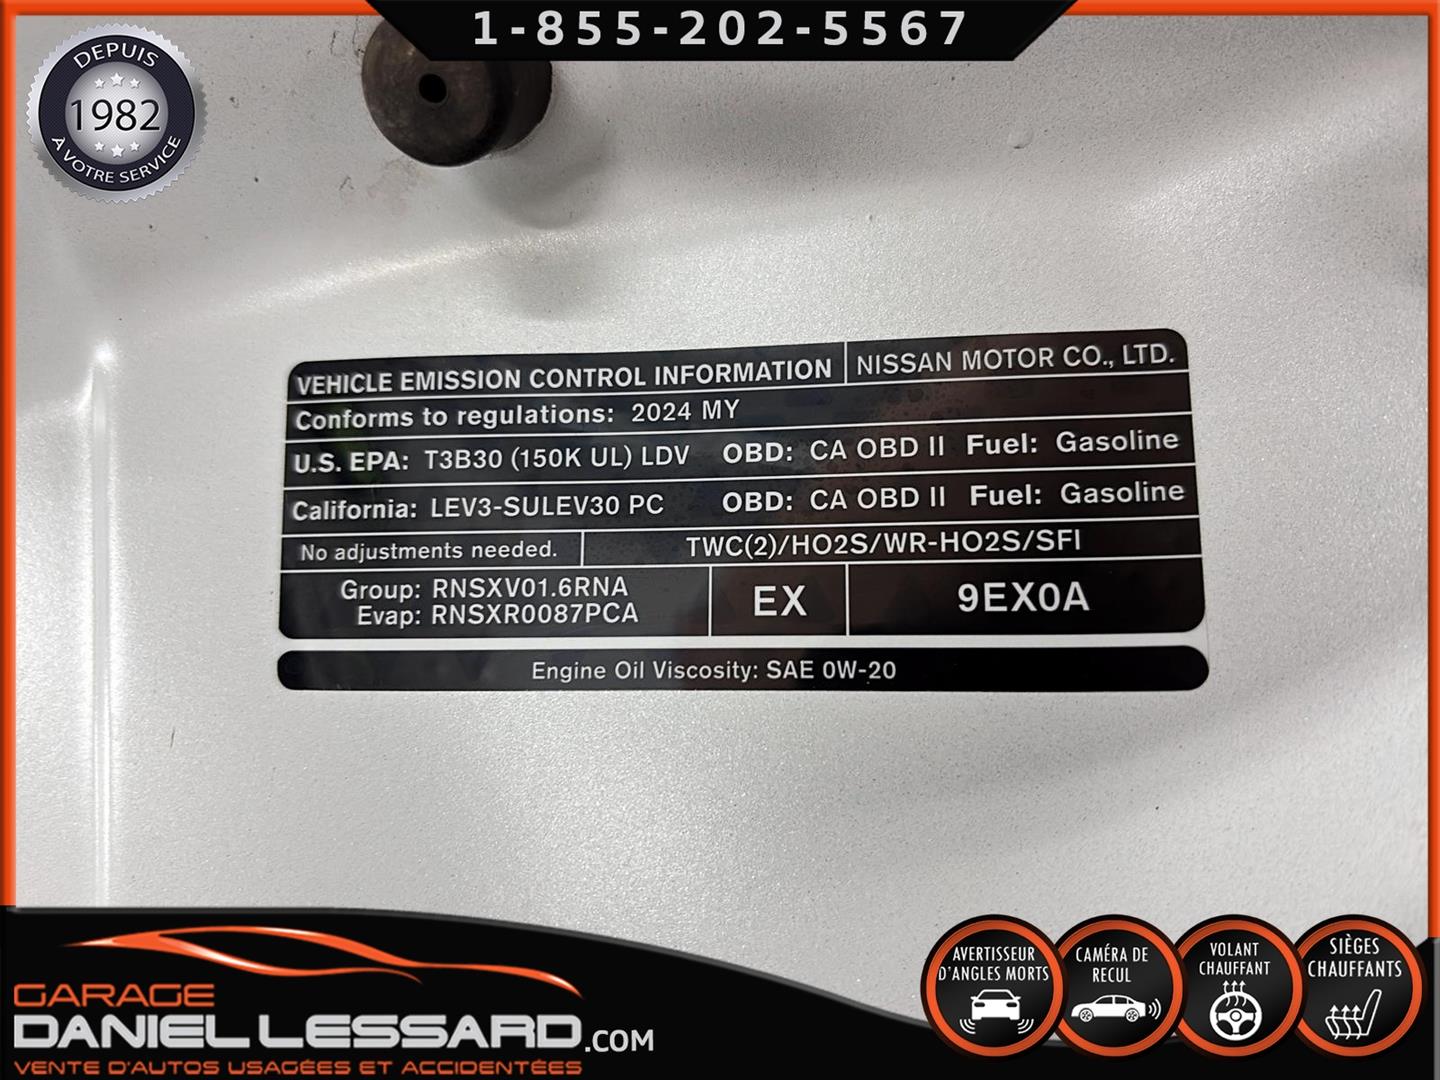 1-855-202-5567
DEPUIS
1982
À VOTRE SERVICE
VEHICLE EMISSION CONTROL INFORMATION NISSAN MOTOR CO., LTD.
Conforms to regulations: 2024 MY
U.S. EPA: T3B30 (150K UL) LDV OBD: CA OBD II Fuel: Gasoline
California: LEV3-SULEV30 PC OBD: CA OBD II Fuel: Gasoline
No adjustments needed. TWC(2)/HO2S/WR-HO2S/SFI
Group: RNSXV01.6RNA
Evap: RNSXR0087PCA
EX
9EX0A
Engine Oil Viscosity: SAE 0W-20
GARAGE
DANIEL LESSARD.COM
VENTE D'AUTOS USAGÉES ET ACCIDENTÉES
AVERTISSEUR
D'ANGLES MORTS
CAMÉRA DE
RECUL
VOLANT
CHAUFFANT
SIÈGES
CHAUFFANTS